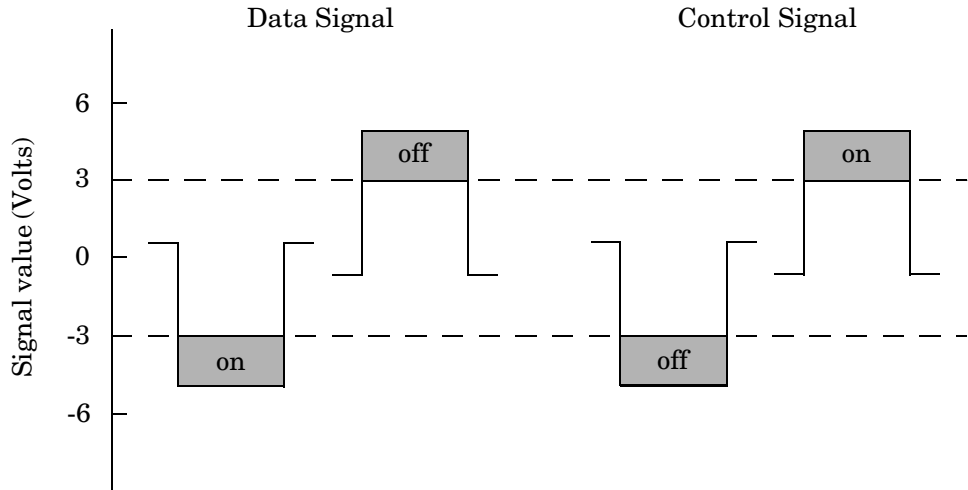 Data Signal
Control Signal
Signal value (Volts)
6
3
0
-3
-6
off
on
on
off